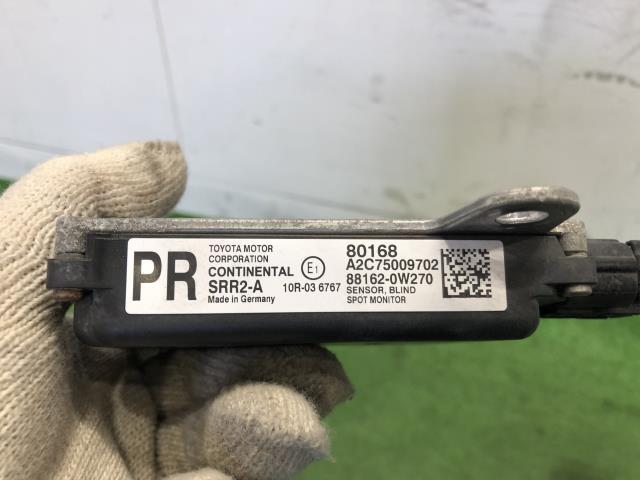 PR
TOYOTA MOTOR
CORPORATION
CONTINENTAL
SRR2-A
Made in Germany
E1
10R-03 6767
80168
A2C75009702
88162-0W270
SENSOR, BLIND
SPOT MONITOR